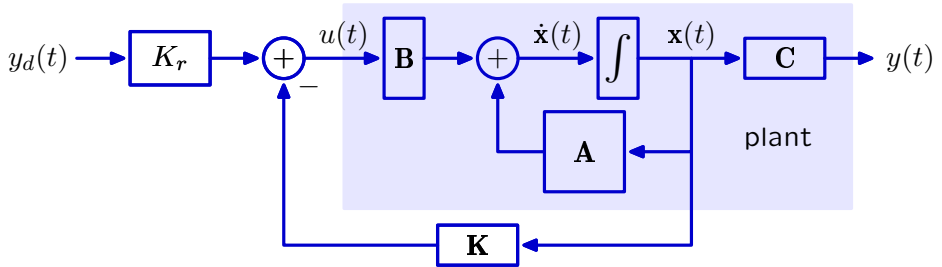 y_d(t) K_r + u(t) B + ẋ(t) ∫ x(t) C y(t)
−
A plant
K